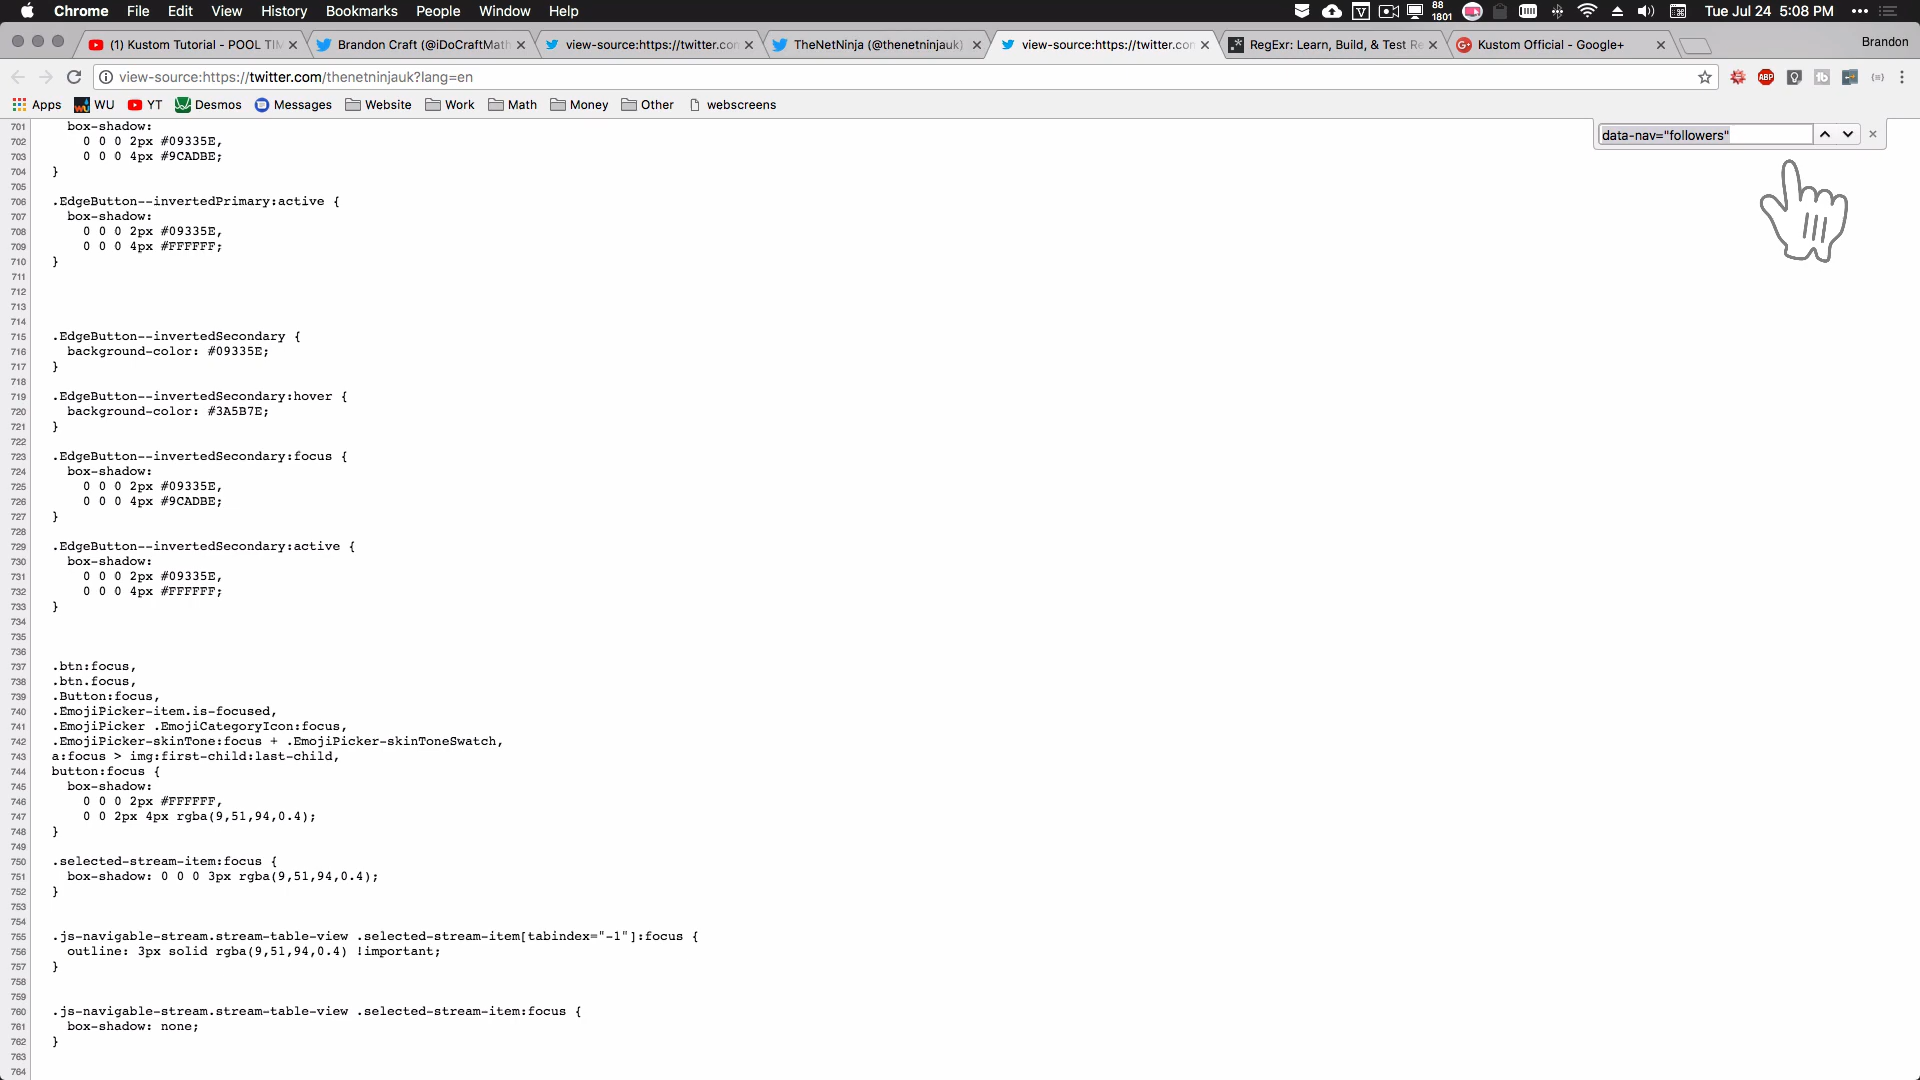 Chrome File Edit View History Bookmarks People Window Help 88 1801 Tue Jul 24 5:08 PM
(1) Kustom Tutorial - POOL TIM Brandon Craft (@iDoCraftMath view-source:https://twitter.com TheNetNinja (@thenetninjauk) view-source:https://twitter.com RegExr: Learn, Build, & Test Re Kustom Official - Google+ Brandon
view-source:https://twitter.com/thenetninjauk?lang=en ABP
Apps WU YT Desmos Messages Website Work Math Money Other webscreens
data-nav="followers"
701 box-shadow:
702 0 0 0 2px #09335E,
703 0 0 0 4px #9CADBE;
704 }
705
706 .EdgeButton--invertedPrimary:active {
707 box-shadow:
708 0 0 0 2px #09335E,
709 0 0 0 4px #FFFFFF;
710 }
711
712
713
714
715 .EdgeButton--invertedSecondary {
716 background-color: #09335E;
717 }
718
719 .EdgeButton--invertedSecondary:hover {
720 background-color: #3A5B7E;
721 }
722
723 .EdgeButton--invertedSecondary:focus {
724 box-shadow:
725 0 0 0 2px #09335E,
726 0 0 0 4px #9CADBE;
727 }
728
729 .EdgeButton--invertedSecondary:active {
730 box-shadow:
731 0 0 0 2px #09335E,
732 0 0 0 4px #FFFFFF;
733 }
734
735
736
737 .btn:focus,
738 .btn.focus,
739 .Button:focus,
740 .EmojiPicker-item.is-focused,
741 .EmojiPicker .EmojiCategoryIcon:focus,
742 .EmojiPicker-skinTone:focus + .EmojiPicker-skinToneSwatch,
743 a:focus > img:first-child:last-child,
744 button:focus {
745 box-shadow:
746 0 0 0 2px #FFFFFF,
747 0 0 2px 4px rgba(9,51,94,0.4);
748 }
749
750 .selected-stream-item:focus {
751 box-shadow: 0 0 0 3px rgba(9,51,94,0.4);
752 }
753
754
755 .js-navigable-stream.stream-table-view .selected-stream-item[tabindex="-1"]:focus {
756 outline: 3px solid rgba(9,51,94,0.4) !important;
757 }
758
759
760 .js-navigable-stream.stream-table-view .selected-stream-item:focus {
761 box-shadow: none;
762 }
763
764